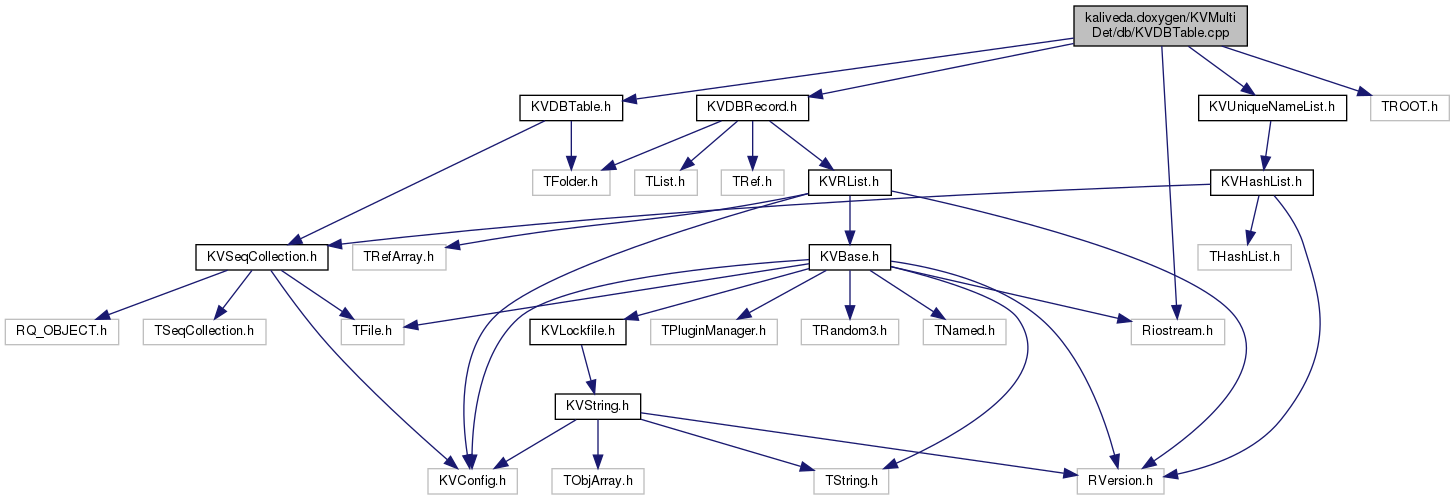 kaliveda.doxygen/KVMulti
Det/db/KVDBTable.cpp
KVDBTable.h
KVDBRecord.h
KVUniqueNameList.h
TROOT.h
TFolder.h
TList.h
TRef.h
KVRList.h
KVHashList.h
KVSeqCollection.h
TRefArray.h
KVBase.h
THashList.h
RQ_OBJECT.h
TSeqCollection.h
TFile.h
KVLockfile.h
TPluginManager.h
TRandom3.h
TNamed.h
Riostream.h
KVString.h
KVConfig.h
TObjArray.h
TString.h
RVersion.h